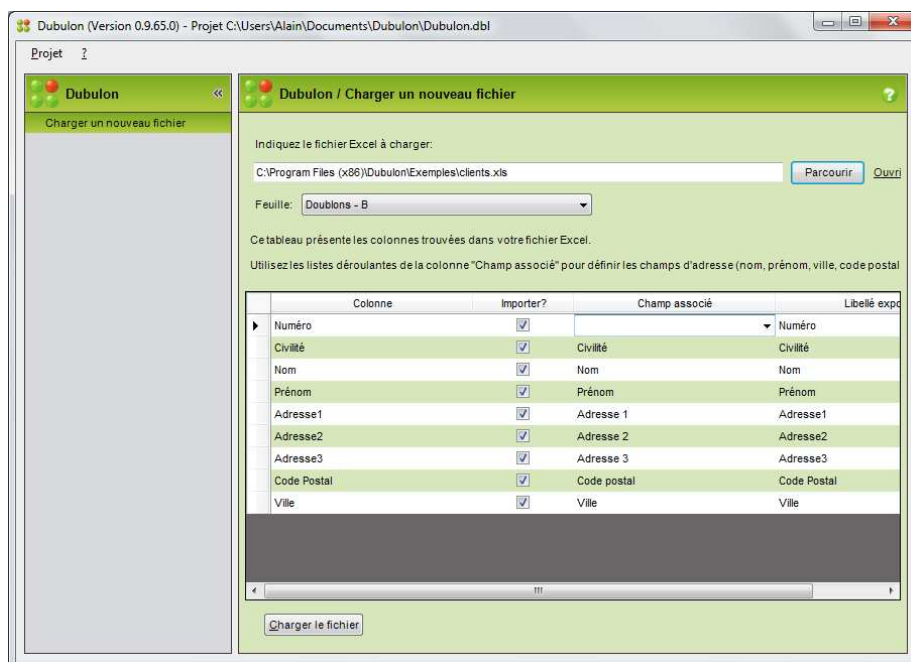 Dubulon (Version 0.9.65.0) - Projet C:\Users\Alain\Documents\Dubulon\Dubulon.dbl
Projet ?
Dubulon «
Charger un nouveau fichier
Dubulon / Charger un nouveau fichier ?
Indiquez le fichier Excel à charger:
C:\Program Files (x86)\Dubulon\Exemples\clients.xls Parcourir Ouvri
Feuille: Doublons - B
Ce tableau présente les colonnes trouvées dans votre fichier Excel.
Utilisez les listes déroulantes de la colonne "Champ associé" pour définir les champs d'adresse (nom, prénom, ville, code postal
Colonne Importer? Champ associé Libellé expo
Numéro Numéro
Civilité Civilité Civilité
Nom Nom Nom
Prénom Prénom Prénom
Adresse1 Adresse 1 Adresse1
Adresse2 Adresse 2 Adresse2
Adresse3 Adresse 3 Adresse3
Code Postal Code postal Code Postal
Ville Ville Ville
Charger le fichier